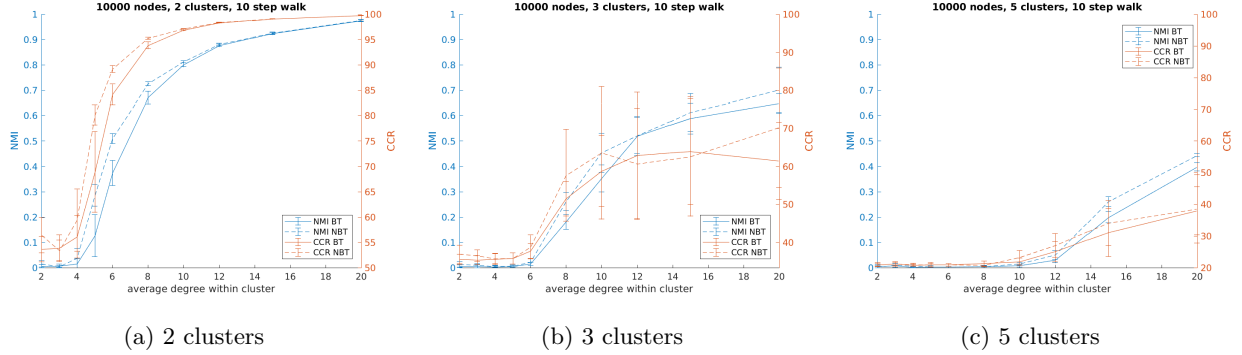 10000 nodes, 2 clusters, 10 step walk
1
0.9
0.8
0.7
0.6
0.5
0.4
0.3
0.2
0.1
0
NMI
100
95
90
85
80
75
70
65
60
55
50
CCR
2 4 6 8 10 12 14 16 18 20
average degree within cluster
NMI BT
NMI NBT
CCR BT
CCR NBT
(a) 2 clusters
10000 nodes, 3 clusters, 10 step walk
1
0.9
0.8
0.7
0.6
0.5
0.4
0.3
0.2
0.1
0
NMI
100
90
80
70
60
50
40
CCR
2 4 6 8 10 12 14 16 18 20
average degree within cluster
NMI BT
NMI NBT
CCR BT
CCR NBT
(b) 3 clusters
10000 nodes, 5 clusters, 10 step walk
1
0.9
0.8
0.7
0.6
0.5
0.4
0.3
0.2
0.1
0
NMI
100
90
80
70
60
50
40
30
20
CCR
2 4 6 8 10 12 14 16 18 20
average degree within cluster
NMI BT
NMI NBT
CCR BT
CCR NBT
(c) 5 clusters